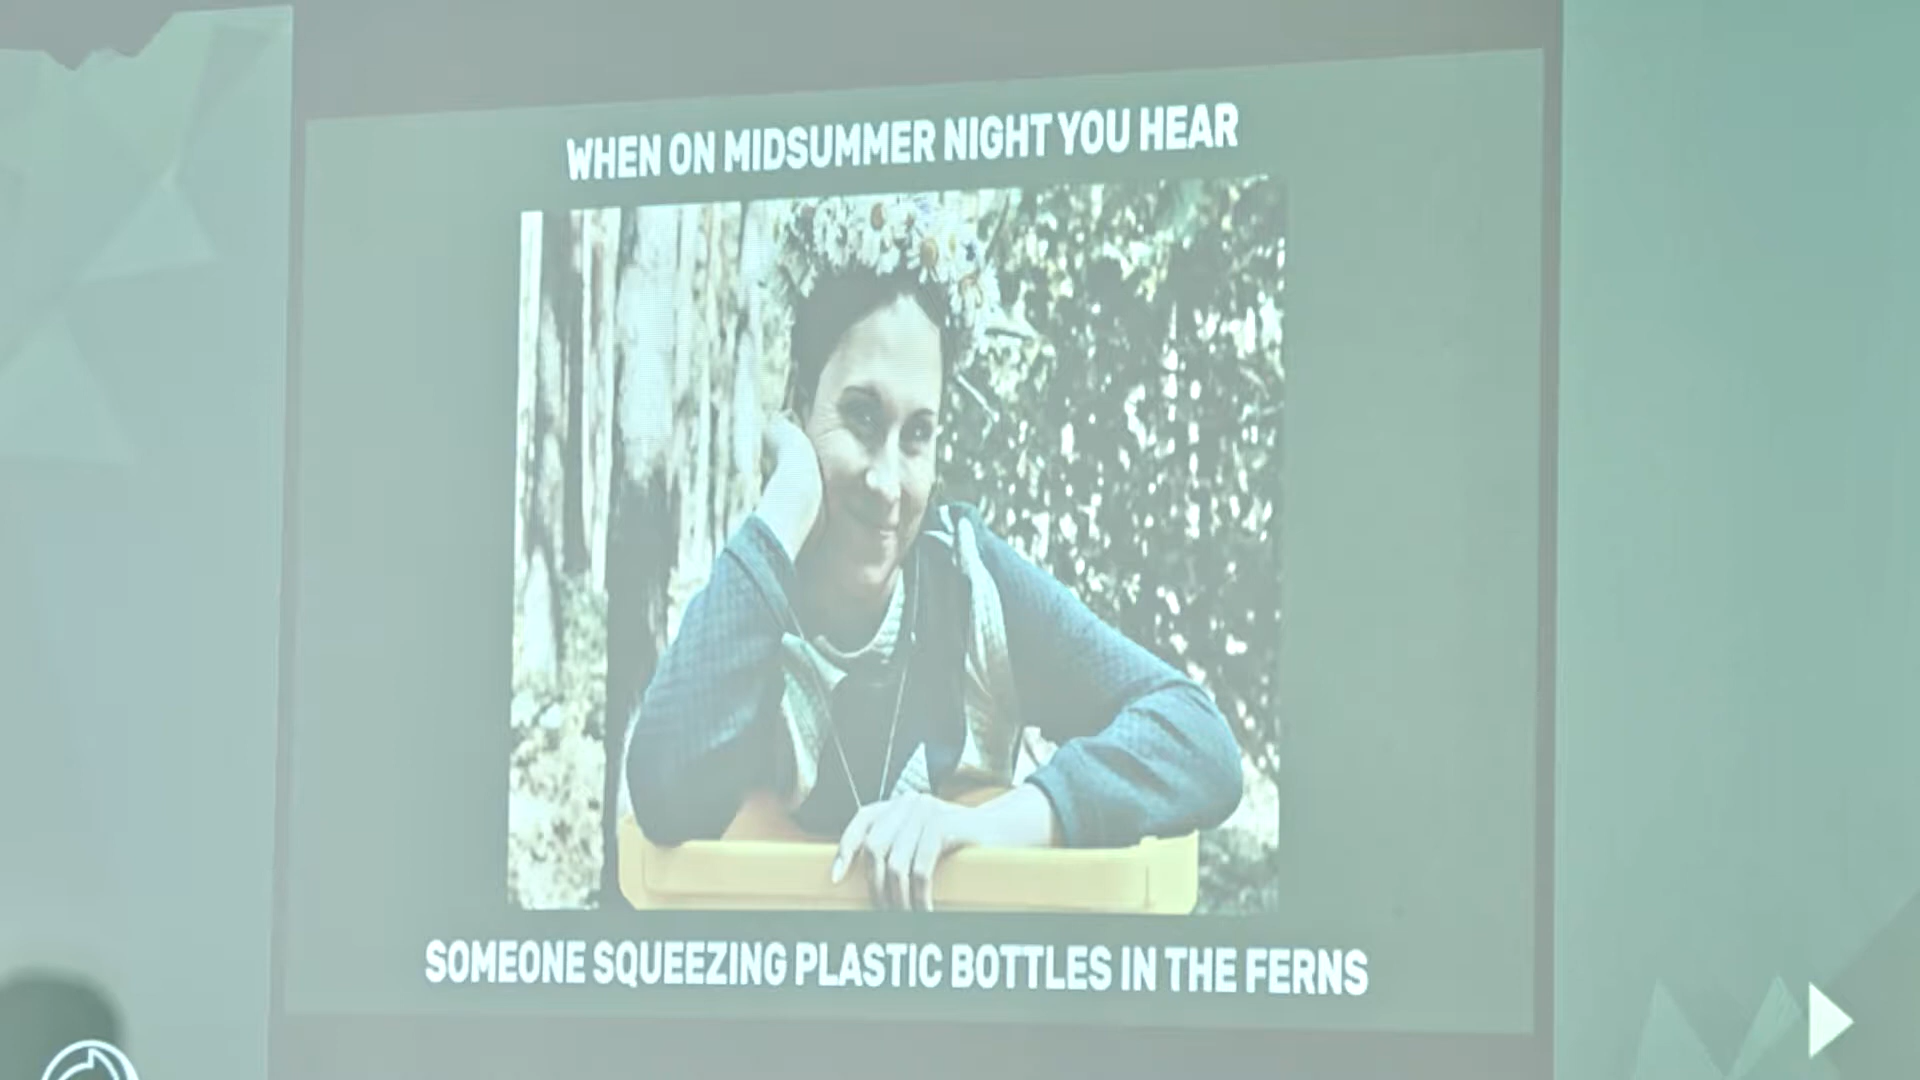 WHEN ON MIDSUMMER NIGHT YOU HEAR
SOMEONE SQUEEZING PLASTIC BOTTLES IN THE FERNS